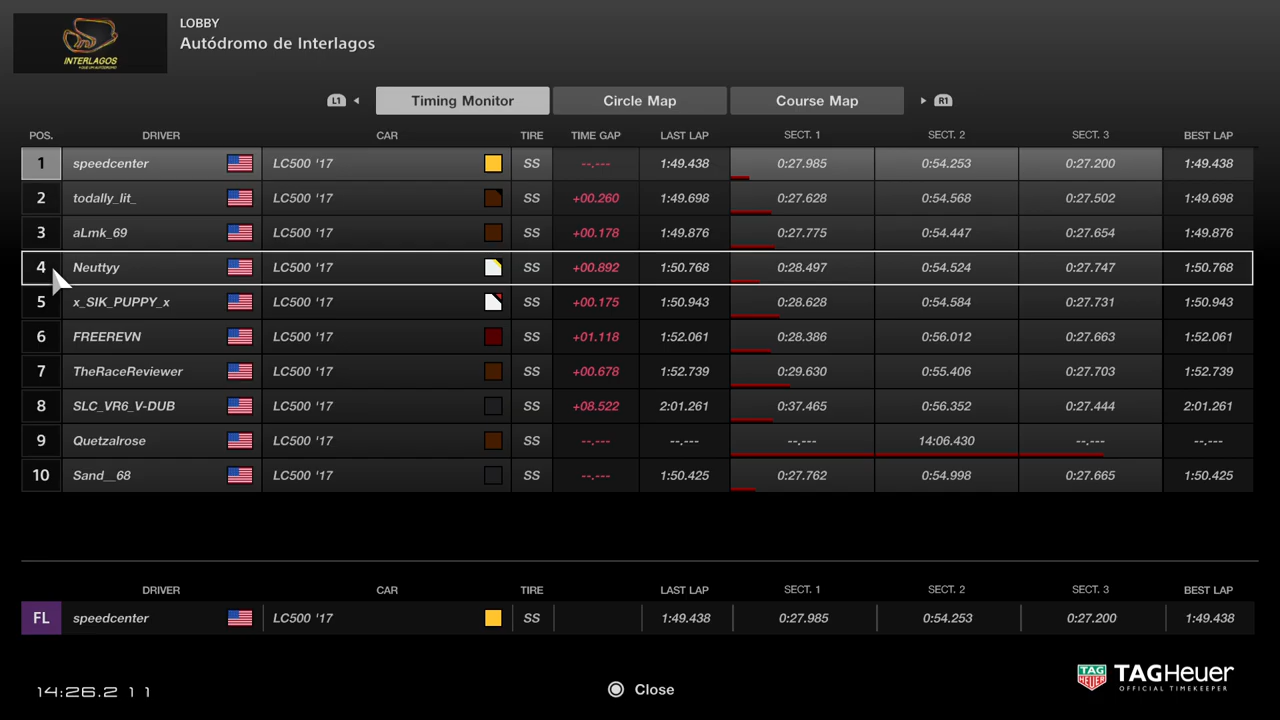 LOBBY
Autódromo de Interlagos
INTERLAGOS
L1 Timing Monitor Circle Map Course Map R1
POS. DRIVER CAR TIRE TIME GAP LAST LAP SECT. 1 SECT. 2 SECT. 3 BEST LAP
1 speedcenter LC500 '17 SS --.--- 1:49.438 0:27.985 0:54.253 0:27.200 1:49.438
2 todally_lit_ LC500 '17 SS +00.260 1:49.698 0:27.628 0:54.568 0:27.502 1:49.698
3 aLmk_69 LC500 '17 SS +00.178 1:49.876 0:27.775 0:54.447 0:27.654 1:49.876
4 Neuttyy LC500 '17 SS +00.892 1:50.768 0:28.497 0:54.524 0:27.747 1:50.768
5 x_SIK_PUPPY_x LC500 '17 SS +00.175 1:50.943 0:28.628 0:54.584 0:27.731 1:50.943
6 FREEREVN LC500 '17 SS +01.118 1:52.061 0:28.386 0:56.012 0:27.663 1:52.061
7 TheRaceReviewer LC500 '17 SS +00.678 1:52.739 0:29.630 0:55.406 0:27.703 1:52.739
8 SLC_VR6_V-DUB LC500 '17 SS +08.522 2:01.261 0:37.465 0:56.352 0:27.444 2:01.261
9 Quetzalrose LC500 '17 SS --.--- --.--- --.--- 14:06.430 --.--- --.---
10 Sand__68 LC500 '17 SS --.--- 1:50.425 0:27.762 0:54.998 0:27.665 1:50.425
DRIVER CAR TIRE LAST LAP SECT. 1 SECT. 2 SECT. 3 BEST LAP
FL speedcenter LC500 '17 SS 1:49.438 0:27.985 0:54.253 0:27.200 1:49.438
14:26.211
Close
TAG HEUER TAGHeuer
OFFICIAL TIMEKEEPER